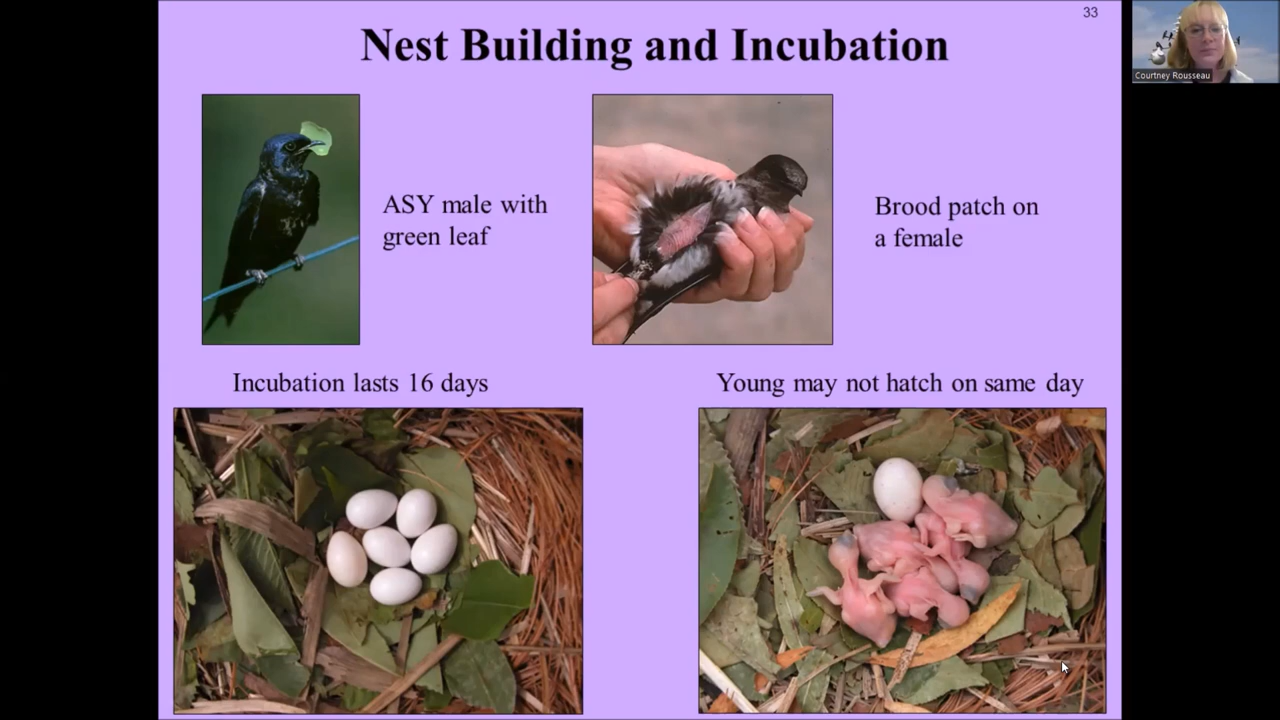 33
Nest Building and Incubation
ASY male with
green leaf
Brood patch on
a female
Incubation lasts 16 days
Young may not hatch on same day
Courtney Rousseau